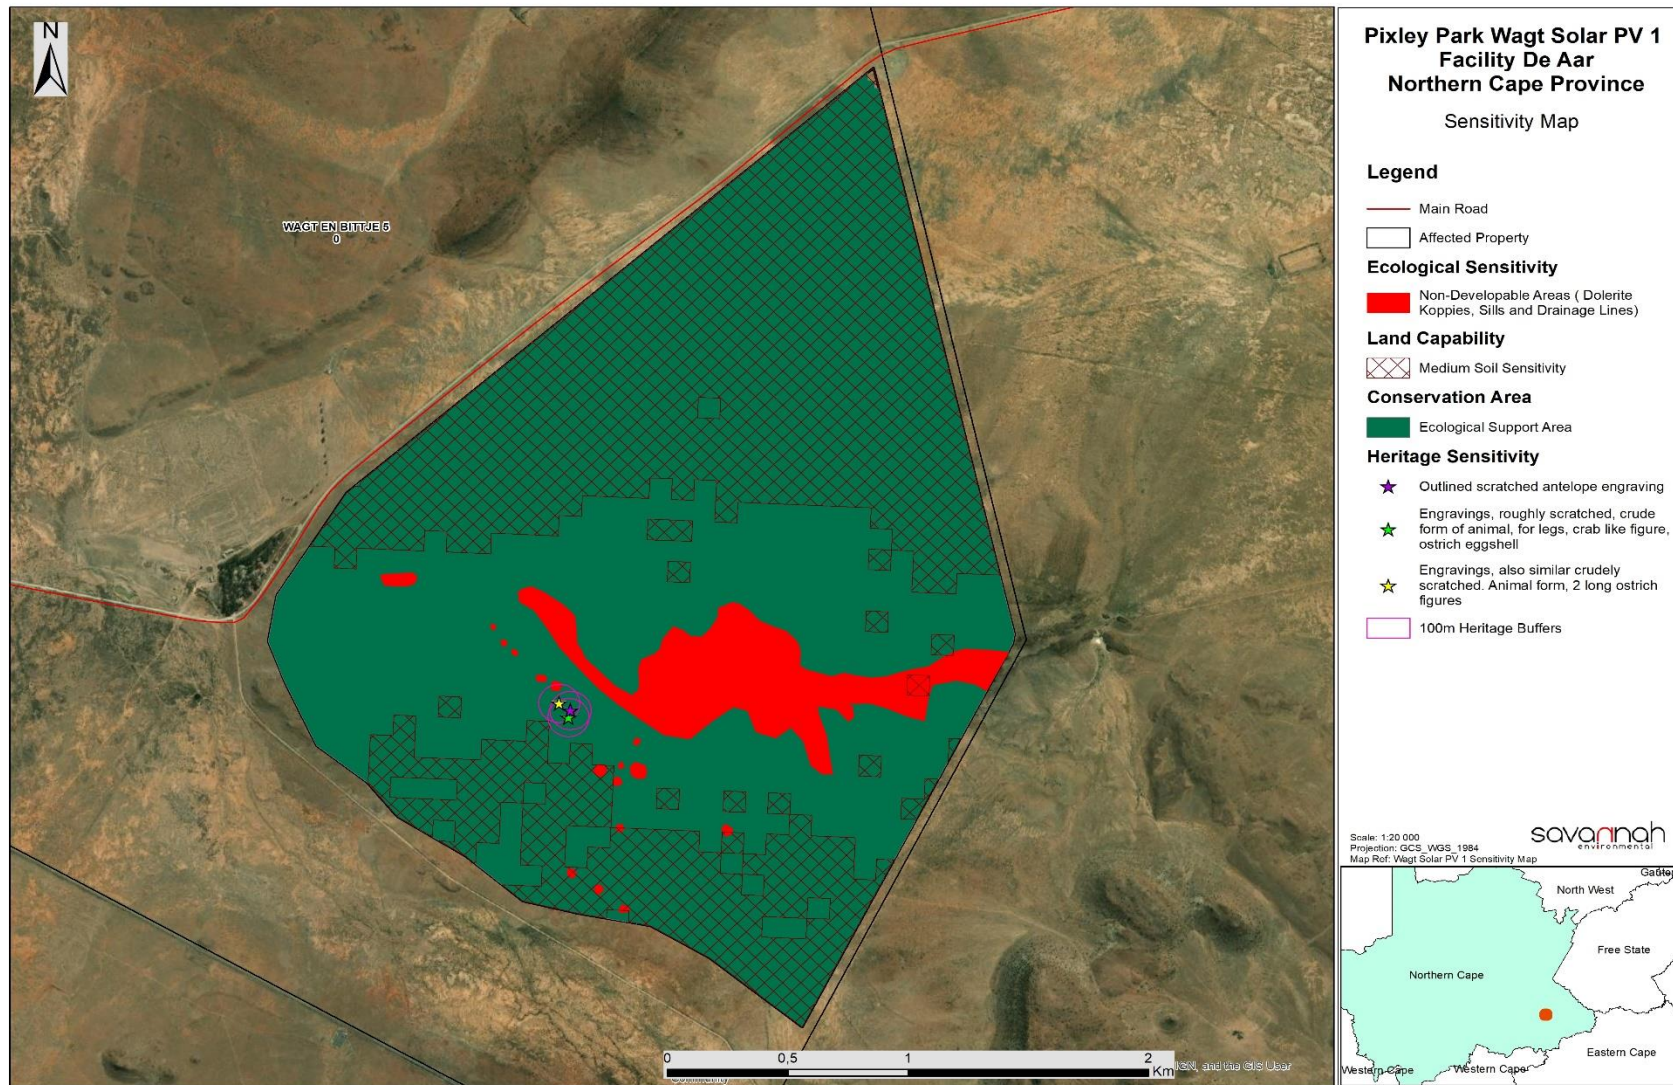 N
WAGT EN BITTJE 5
0
0
0,5
1
2
Km
IGN, and the GIS User
Community
Pixley Park Wagt Solar PV 1
Facility De Aar
Northern Cape Province
Sensitivity Map
Legend
Main Road
Affected Property
Ecological Sensitivity
Non-Developable Areas ( Dolerite
Koppies, Sills and Drainage Lines)
Land Capability
Medium Soil Sensitivity
Conservation Area
Ecological Support Area
Heritage Sensitivity
Outlined scratched antelope engraving
Engravings, roughly scratched, crude
form of animal, for legs, crab like figure,
ostrich eggshell
Engravings, also similar crudely
scratched. Animal form, 2 long ostrich
figures
100m Heritage Buffers
Scale: 1:20 000
Projection: GCS_WGS_1984
Map Ref: Wagt Solar PV 1 Sensitivity Map
savannah
environmental
North West
Free State
Northern Cape
Eastern Cape
Western Cape
Western Cape